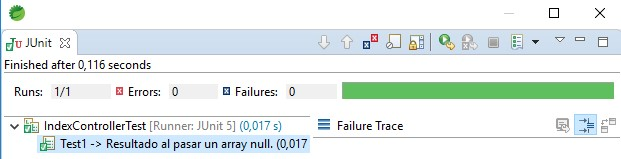 JUnit
Finished after 0,116 seconds
Runs: 1/1 Errors: 0 Failures: 0
IndexControllerTest [Runner: JUnit 5] (0,017 s)
Failure Trace
Test1 -> Resultado al pasar un array null. (0,017